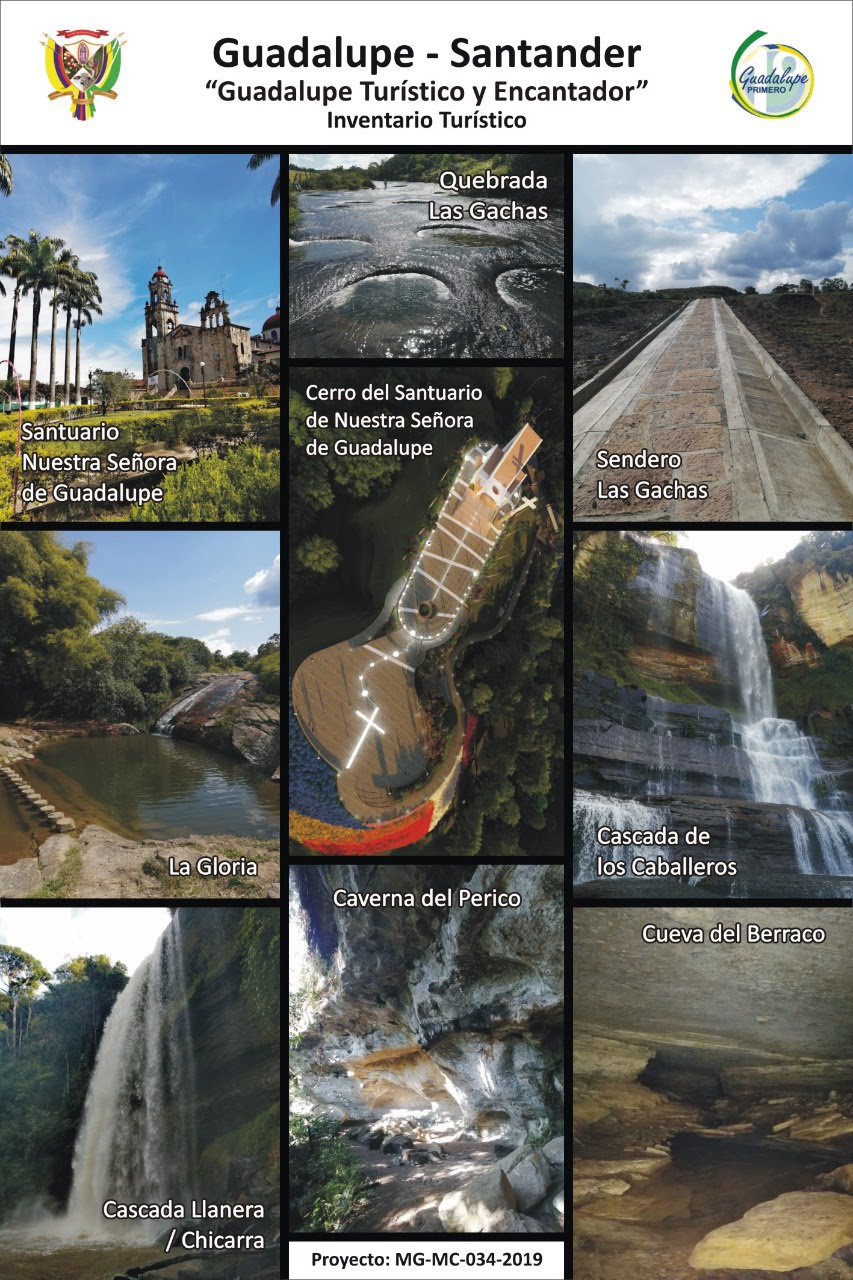 Guadalupe - Santander
“Guadalupe Turístico y Encantador”
Inventario Turístico
Guadalupe
PRIMERO
Santuario
Nuestra Señora
de Guadalupe
Quebrada
Las Gachas
Sendero
Las Gachas
Cerro del Santuario
de Nuestra Señora
de Guadalupe
La Gloria
Cascada de
los Caballeros
Cascada Llanera
/ Chicarra
Caverna del Perico
Cueva del Berraco
Proyecto: MG-MC-034-2019